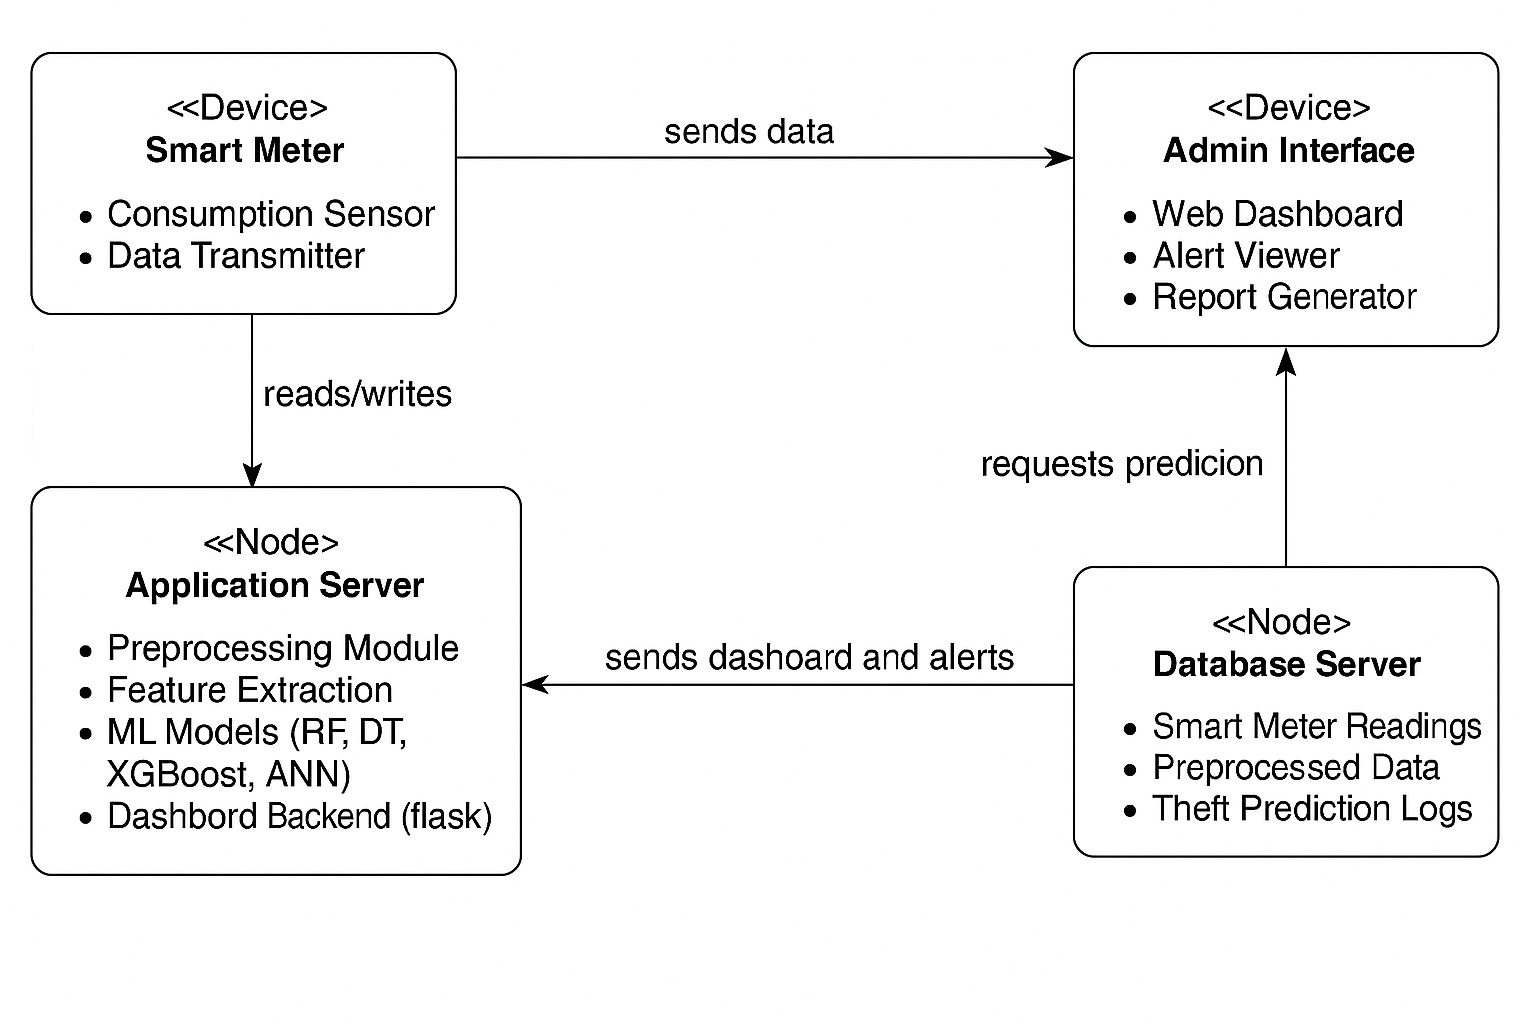 <<Device>
Smart Meter
• Consumption Sensor
• Data Transmitter
sends data
<<Device>
Admin Interface
• Web Dashboard
• Alert Viewer
• Report Generator
reads/writes
requests predicion
<<Node>
Application Server
• Preprocessing Module
• Feature Extraction
• ML Models (RF, DT,
XGBoost, ANN)
• Dashbord Backend (flask)
sends dashoard and alerts
<<Node>
Database Server
• Smart Meter Readings
• Preprocessed Data
• Theft Prediction Logs